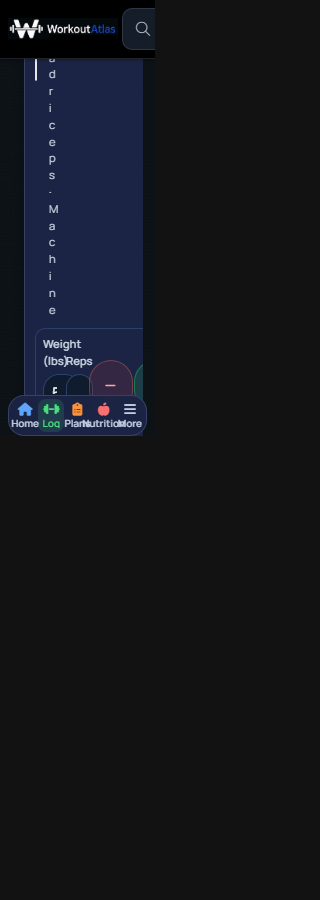 WorkoutAtlas
a
d
r
i
c
e
p
s
·
M
a
c
h
i
n
e
Weight
(lbs) Reps
Home Log Plans Nutrition More